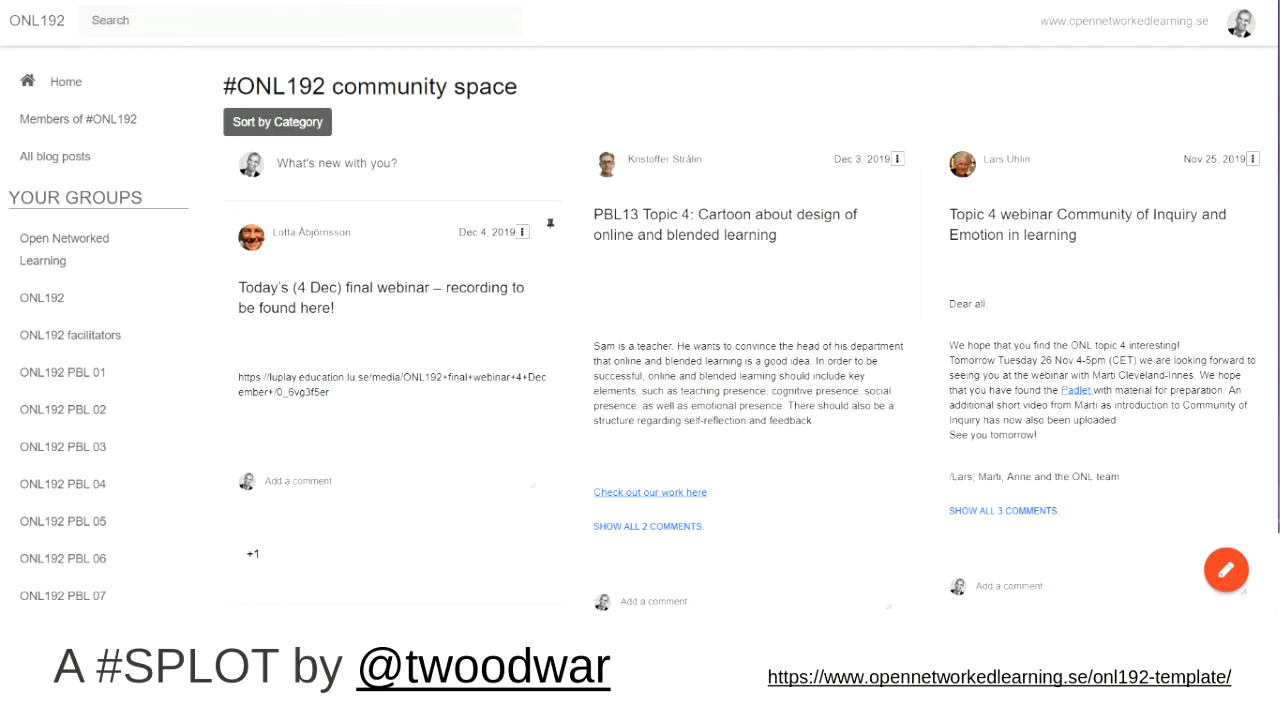 ONL192
Search
www.opennetworkedlearning.se
Home
Members of #ONL192
All blog posts
YOUR GROUPS
Open Networked
Learning
ONL192
ONL192 facilitators
ONL192 PBL 01
ONL192 PBL 02
ONL192 PBL 03
ONL192 PBL 04
ONL192 PBL 05
ONL192 PBL 06
ONL192 PBL 07
#ONL192 community space
Sort by Category
What's new with you?
Lotta Åbjörnsson
Dec 4, 2019
Today's (4 Dec) final webinar – recording to
be found here!
https://luplay.education.lu.se/media/ONL192+final+webinar+4+Dec
ember+/0_6vg3f5er
Add a comment
+1
Kristoffer Strålin
Dec 3, 2019
PBL13 Topic 4: Cartoon about design of
online and blended learning
Sam is a teacher. He wants to convince the head of his department
that online and blended learning is a good idea. In order to be
successful, online and blended learning should include key
elements, such as teaching presence, cognitive presence, social
presence, as well as emotional presence. There should also be a
structure regarding self-reflection and feedback
Check out our work here
SHOW ALL 2 COMMENTS.
Add a comment
Lars Uhlin
Nov 25, 2019
Topic 4 webinar Community of Inquiry and
Emotion in learning
Dear all,
We hope that you find the ONL topic 4 interesting!
Tomorrow Tuesday 26 Nov 4-5pm (CET) we are looking forward to
seeing you at the webinar with Marti Cleveland-Innes. We hope
that you have found the Padlet with material for preparation. An
additional short video from Marti as introduction to Community of
Inquiry has now also been uploaded
See you tomorrow!
/Lars, Marti, Anne and the ONL team
SHOW ALL 3 COMMENTS.
Add a comment.
A #SPLOT by @twoodwar
https://www.opennetworkedlearning.se/onl192-template/